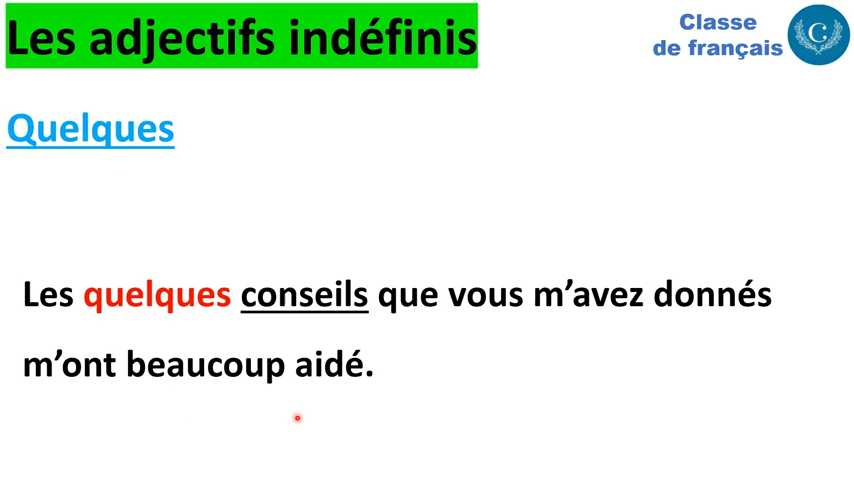 Les adjectifs indéfinis
Classe
de français
C
Quelques
Les quelques conseils que vous m’avez donnés
m’ont beaucoup aidé.